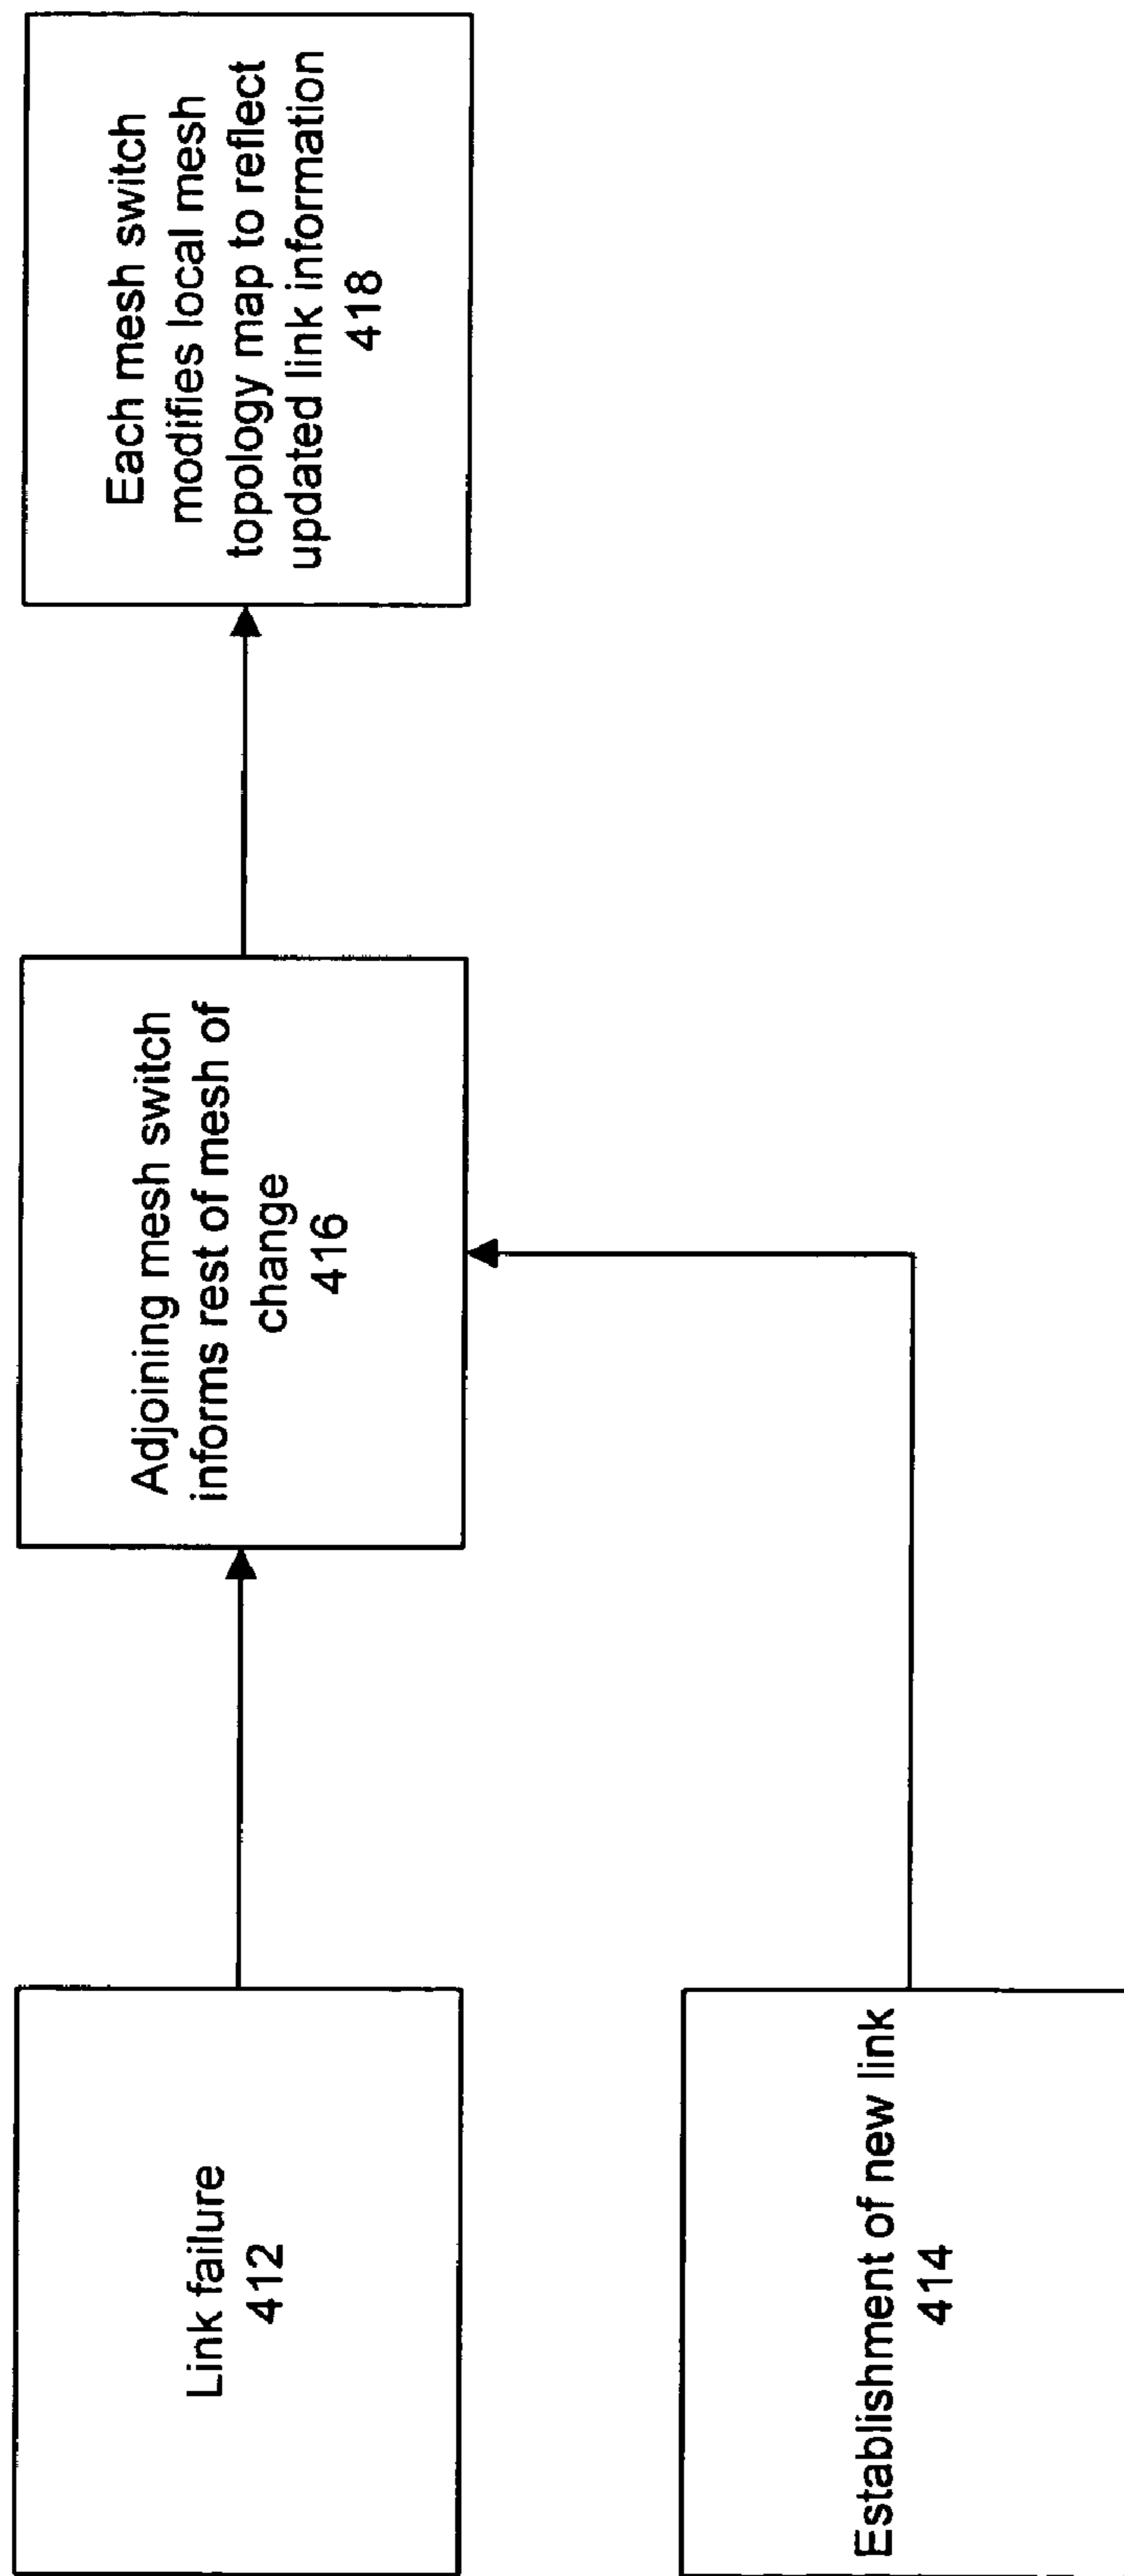 Link failure
412
Establishment of new link
414
Adjoining mesh switch
informs rest of mesh of
change
416
Each mesh switch
modifies local mesh
topology map to reflect
updated link information
418